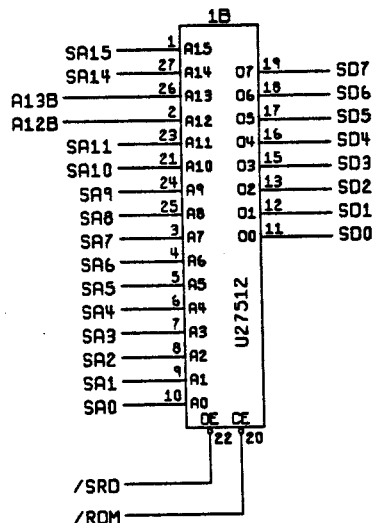 1B
SA15 1 A15
SA14 27 A14 O7 19 SD7
A13B 26 A13 O6 18 SD6
A12B 2 A12 O5 17 SD5
SA11 23 A11 O4 16 SD4
SA10 21 A10 O3 15 SD3
SA9 24 A9 O2 13 SD2
SA8 25 A8 O1 12 SD1
SA7 3 A7 O0 11 SD0
SA6 4 A6
SA5 5 A5
SA4 6 A4
SA3 7 A3
SA2 8 A2
SA1 9 A1
SA0 10 A0
U27512
OE CE
22 20
/SRD
/ROM